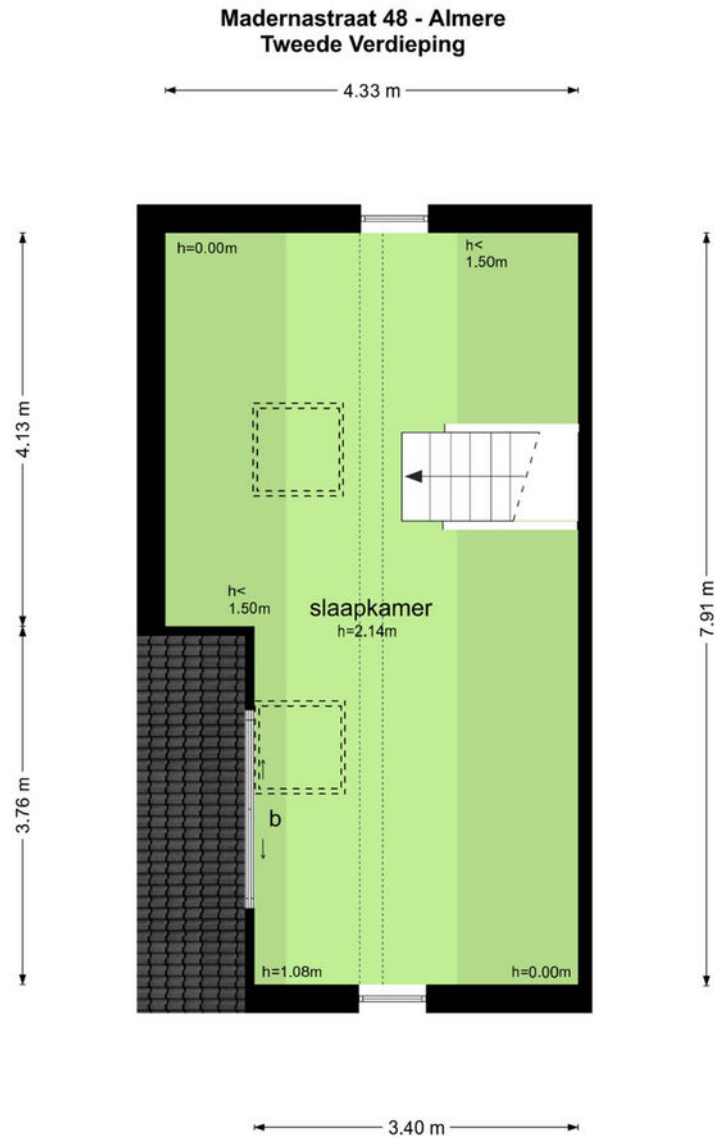 Madernastraat 48 - Almere
Tweede Verdieping
4.33 m
h=0.00m
h<
1.50m
4.13 m
h<
1.50m
slaapkamer
h=2.14m
7.91 m
3.76 m
b
h=1.08m
h=0.00m
3.40 m